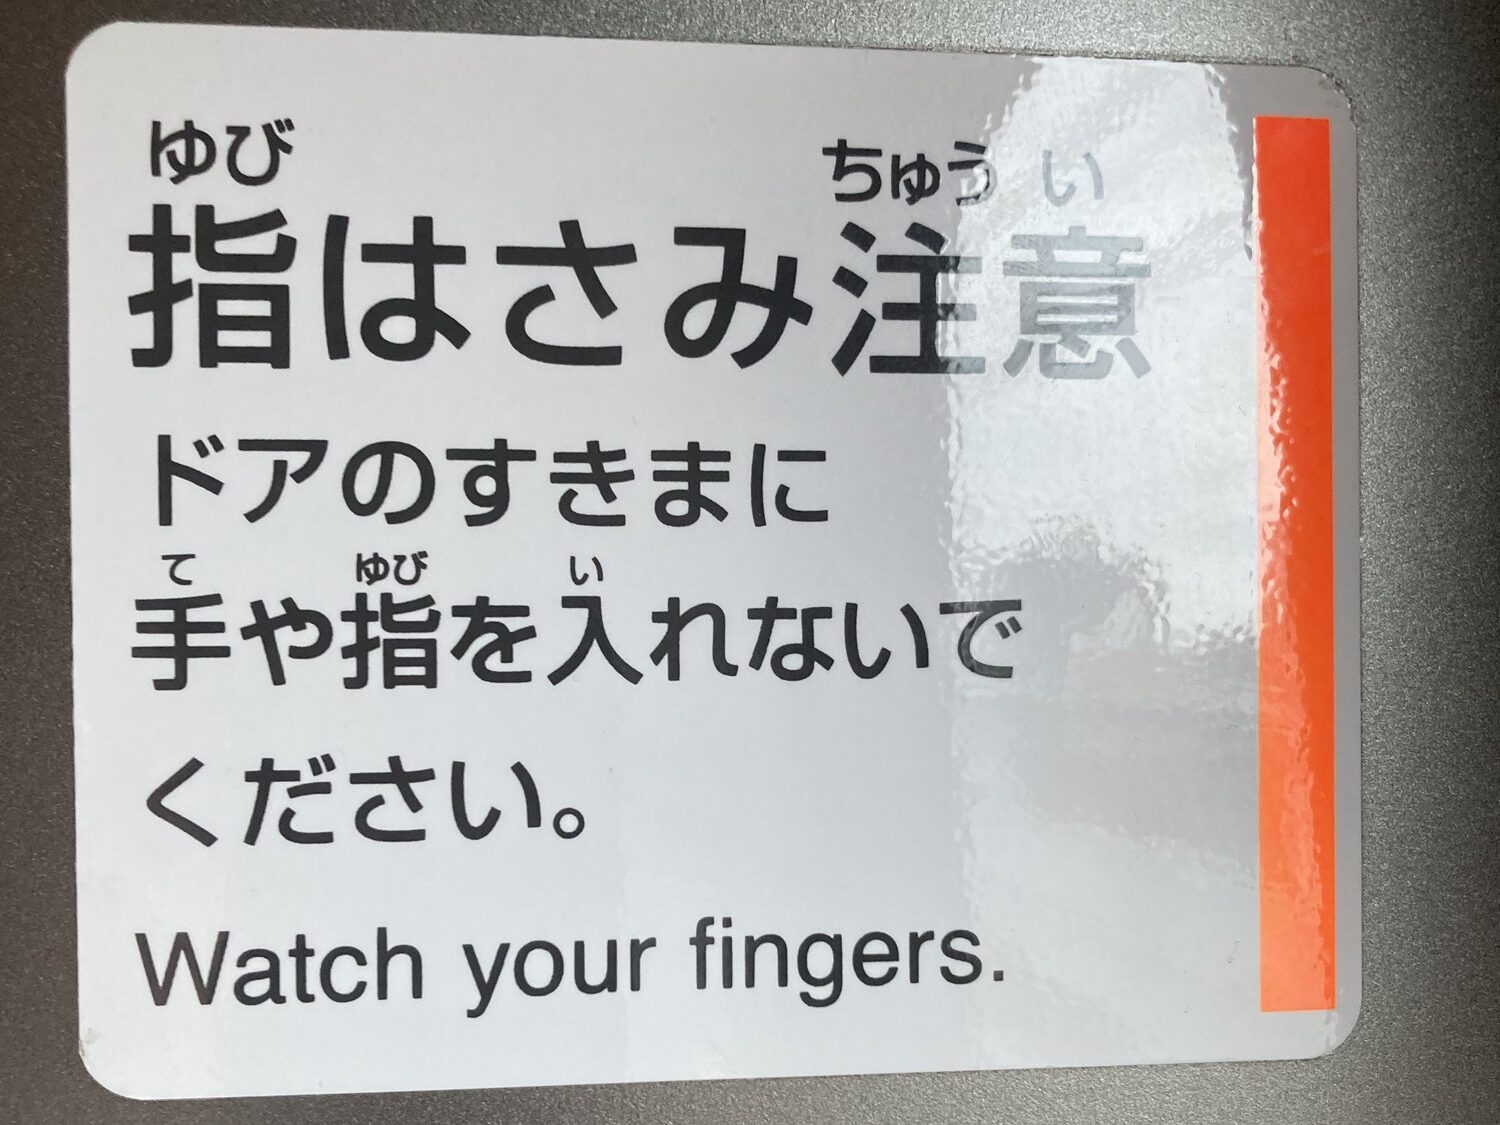 ゆび ちゅうい
指はさみ注意
ドアのすきまに
て ゆび い
手や指を入れないで
ください。
Watch your fingers.